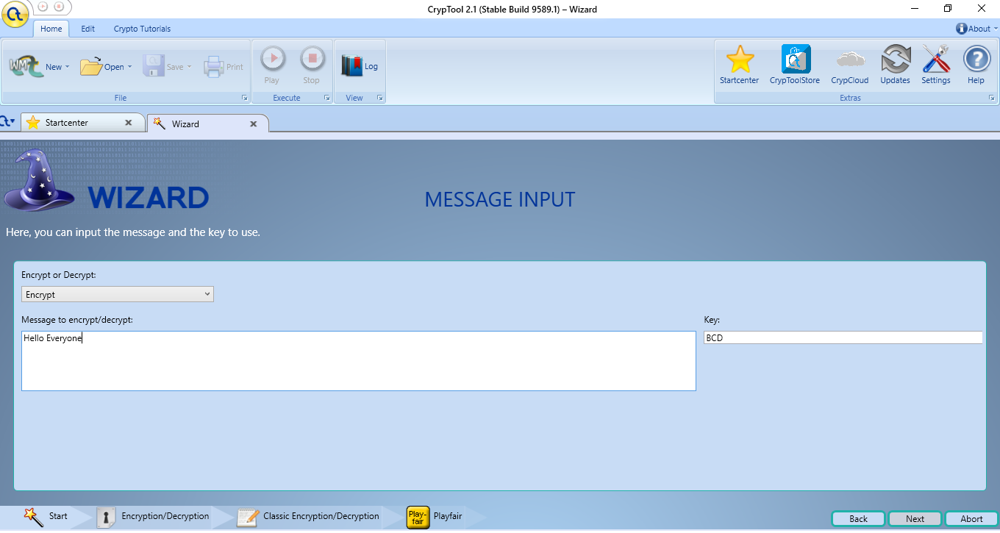 CrypTool 2.1 (Stable Build 9589.1) – Wizard
Home Edit Crypto Tutorials About
New Open Save Print Play Stop Log Startcenter CrypToolStore CrypCloud Updates Settings Help
File Execute View Extras
Startcenter Wizard
WIZARD
MESSAGE INPUT
Here, you can input the message and the key to use.
Encrypt or Decrypt:
Encrypt
Message to encrypt/decrypt: Key:
Hello Everyone BCD
Start Encryption/Decryption Classic Encryption/Decryption Play-fair Playfair Back Next Abort